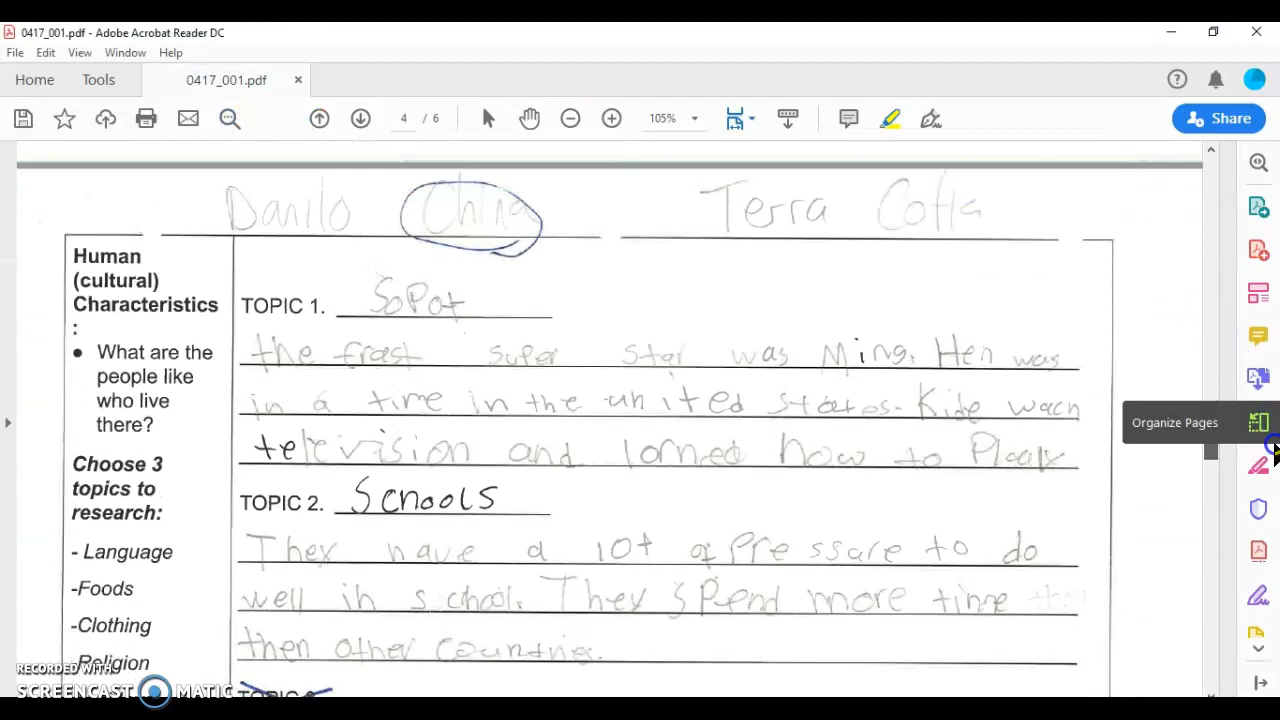 0417_001.pdf - Adobe Acrobat Reader DC
File Edit View Window Help
Home Tools 0417_001.pdf ×
4 / 6 105% Share
Danilo China Terra Cotta
Human
(cultural)
Characteristics
:
• What are the
people like
who live
there?
Choose 3
topics to
research:
- Language
-Foods
-Clothing
-Religion
TOPIC 1. SoPot
the frast super star was Ming. Hen was
in a time in the united states. Kide wach
television and lorned how to Plaay
TOPIC 2. Schools
They have a lot of Pressare to do
well in school. They spend more time
then other countries.
Organize Pages
RECORDED WITH
SCREENCAST MATIC